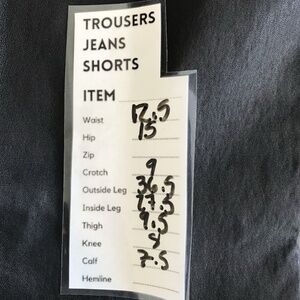 TROUSERS
JEANS
SHORTS
ITEM
Waist 17.5
Hip 15
Zip
Crotch 9
Outside Leg 36.5
Inside Leg 27.5
Thigh 9.5
Knee 8
Calf 7.5
Hemline